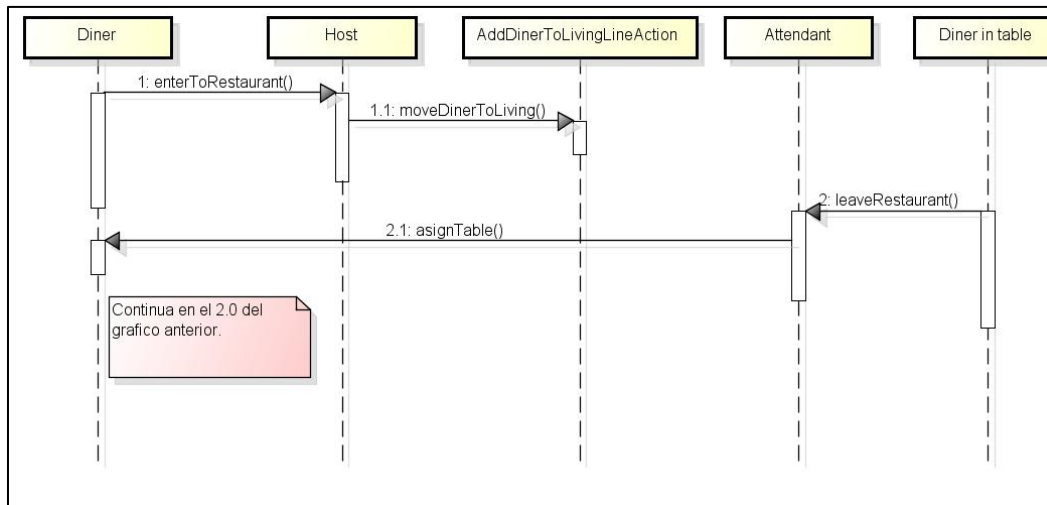 Diner
Host
AddDinerToLivingLineAction
Attendant
Diner in table
1: enterToRestaurant()
1.1: moveDinerToLiving()
2: leaveRestaurant()
2.1: asignTable()
Continua en el 2.0 del
grafico anterior.